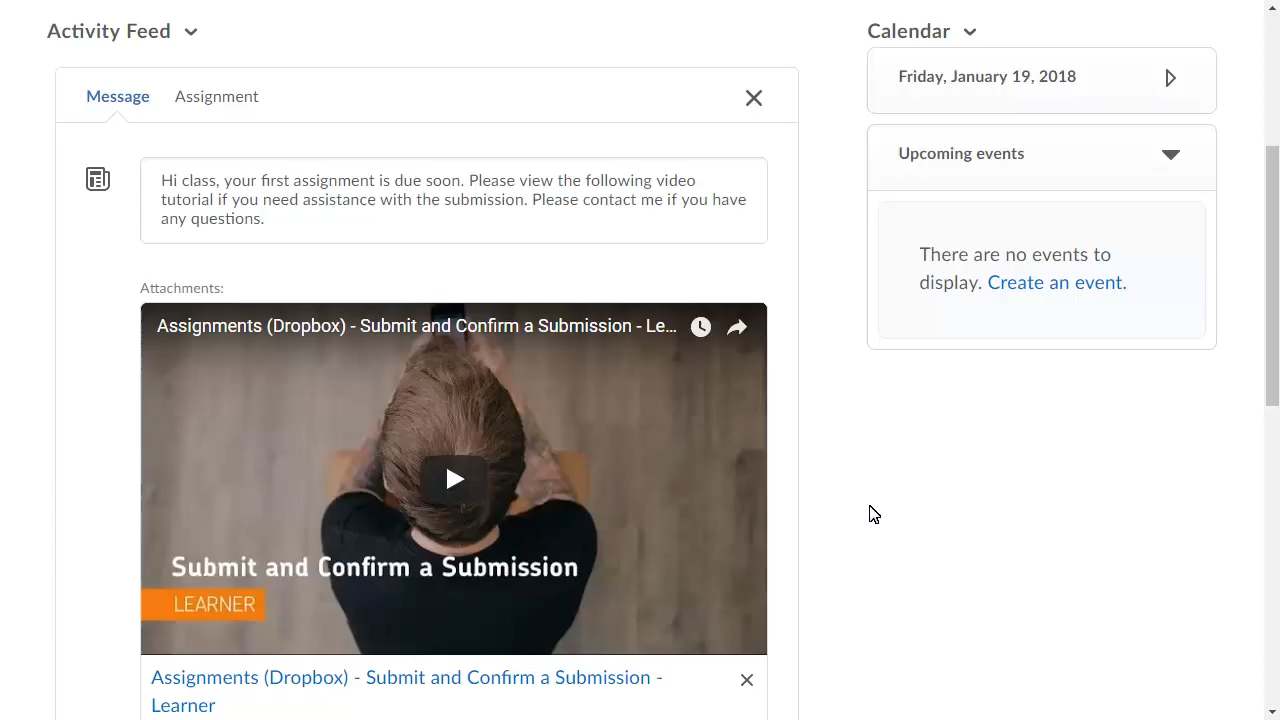 Activity Feed
Calendar
Message Assignment
Friday, January 19, 2018
Upcoming events
Hi class, your first assignment is due soon. Please view the following video
tutorial if you need assistance with the submission. Please contact me if you have
any questions.
There are no events to
display. Create an event.
Attachments:
Assignments (Dropbox) - Submit and Confirm a Submission - Le...
Submit and Confirm a Submission
LEARNER
Assignments (Dropbox) - Submit and Confirm a Submission -
Learner